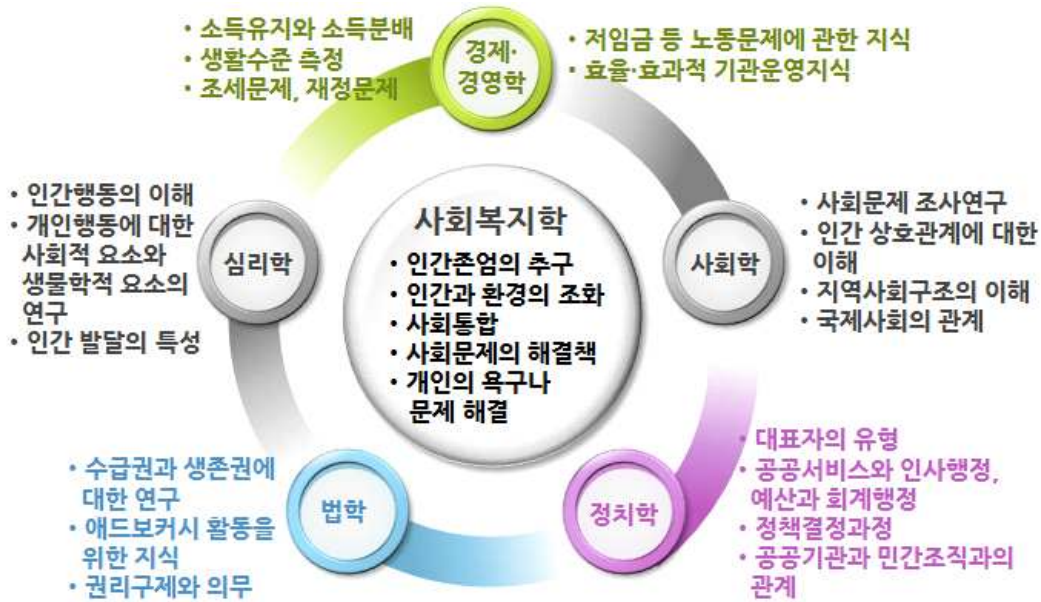 • 소득유지와 소득분배
• 생활수준 측정
• 조세문제, 재정문제
경제·
경영학
• 저임금 등 노동문제에 관한 지식
• 효율·효과적 기관운영지식
• 인간행동의 이해
• 개인행동에 대한
사회적 요소와
생물학적 요소의
연구
• 인간 발달의 특성
심리학
사회복지학
• 인간존엄의 추구
• 인간과 환경의 조화
• 사회통합
• 사회문제의 해결책
• 개인의 욕구나
문제 해결
사회학
• 사회문제 조사연구
• 인간 상호관계에 대한
이해
• 지역사회구조의 이해
• 국제사회의 관계
• 수급권과 생존권에
대한 연구
• 애드보커시 활동을
위한 지식
• 권리구제와 의무
법학
정치학
• 대표자의 유형
• 공공서비스와 인사행정,
예산과 회계행정
• 정책결정과정
• 공공기관과 민간조직과의
관계